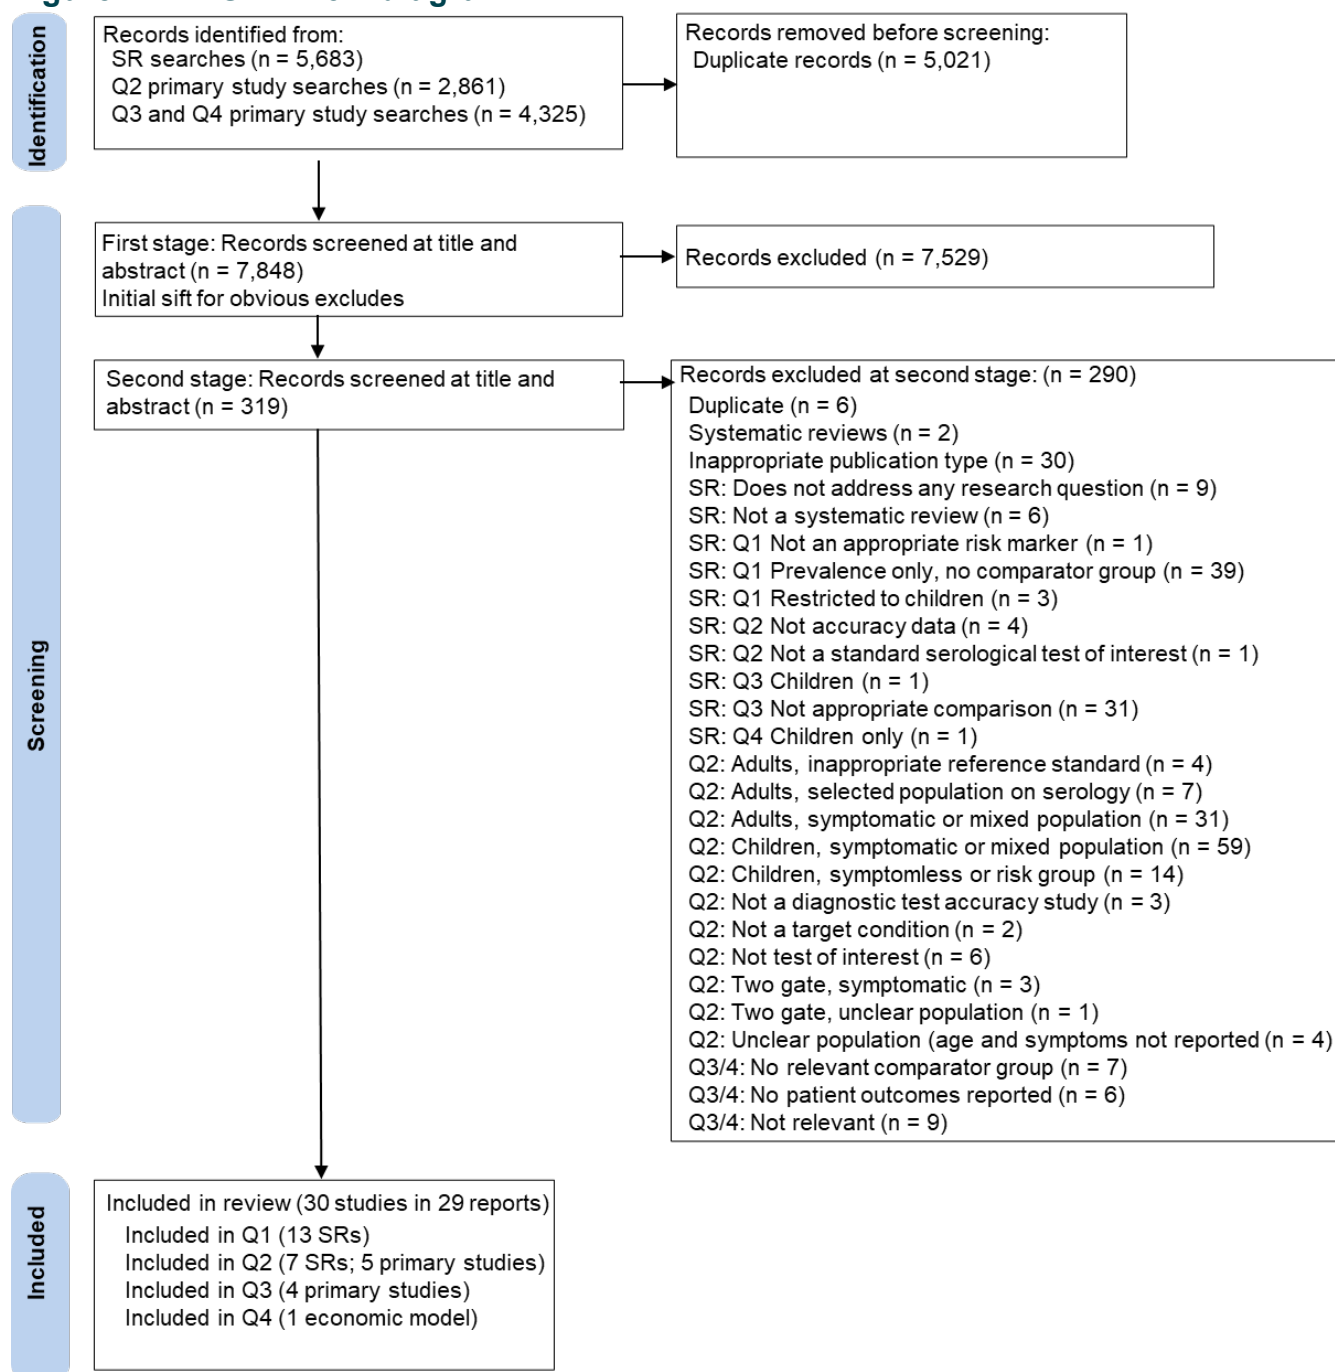 Identification
Records identified from:
SR searches (n = 5,683)
Q2 primary study searches (n = 2,861)
Q3 and Q4 primary study searches (n = 4,325)
Records removed before screening:
Duplicate records (n = 5,021)
Screening
First stage: Records screened at title and
abstract (n = 7,848)
Initial sift for obvious excludes
Records excluded (n = 7,529)
Second stage: Records screened at title and
abstract (n = 319)
Records excluded at second stage: (n = 290)
Duplicate (n = 6)
Systematic reviews (n = 2)
Inappropriate publication type (n = 30)
SR: Does not address any research question (n = 9)
SR: Not a systematic review (n = 6)
SR: Q1 Not an appropriate risk marker (n = 1)
SR: Q1 Prevalence only, no comparator group (n = 39)
SR: Q1 Restricted to children (n = 3)
SR: Q2 Not accuracy data (n = 4)
SR: Q2 Not a standard serological test of interest (n = 1)
SR: Q3 Children (n = 1)
SR: Q3 Not appropriate comparison (n = 31)
SR: Q4 Children only (n = 1)
Q2: Adults, inappropriate reference standard (n = 4)
Q2: Adults, selected population on serology (n = 7)
Q2: Adults, symptomatic or mixed population (n = 31)
Q2: Children, symptomatic or mixed population (n = 59)
Q2: Children, symptomless or risk group (n = 14)
Q2: Not a diagnostic test accuracy study (n = 3)
Q2: Not a target condition (n = 2)
Q2: Not test of interest (n = 6)
Q2: Two gate, symptomatic (n = 3)
Q2: Two gate, unclear population (n = 1)
Q2: Unclear population (age and symptoms not reported (n = 4)
Q3/4: No relevant comparator group (n = 7)
Q3/4: No patient outcomes reported (n = 6)
Q3/4: Not relevant (n = 9)
Included
Included in review (30 studies in 29 reports)
Included in Q1 (13 SRs)
Included in Q2 (7 SRs; 5 primary studies)
Included in Q3 (4 primary studies)
Included in Q4 (1 economic model)